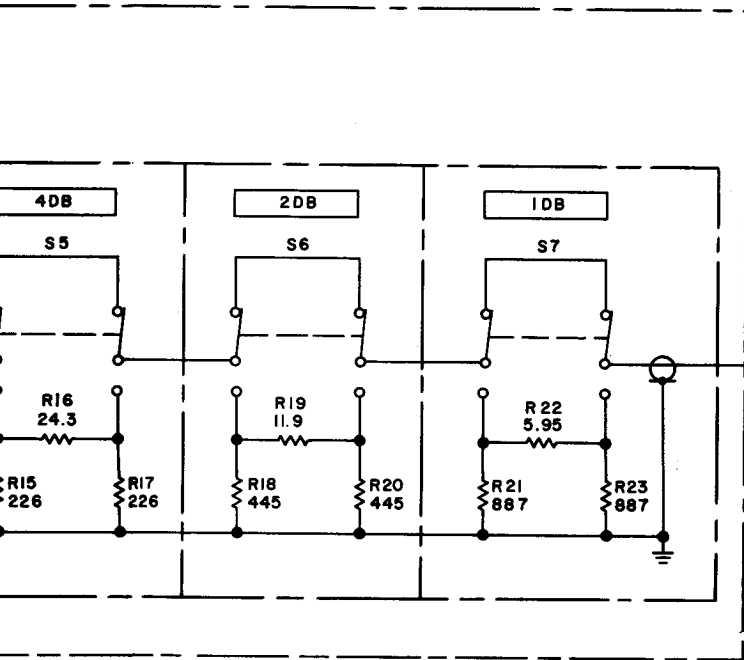 4DB
2DB
1DB
S5
S6
S7
R16
24.3
R19
11.9
R22
5.95
R15
226
R17
226
R18
445
R20
445
R21
887
R23
887